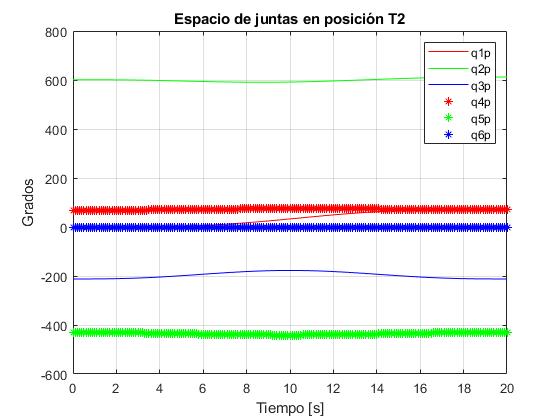 Espacio de juntas en posición T2
Grados
800
600
400
200
0
-200
-400
-600
q1p
q2p
q3p
q4p
q5p
q6p
0 2 4 6 8 10 12 14 16 18 20
Tiempo [s]